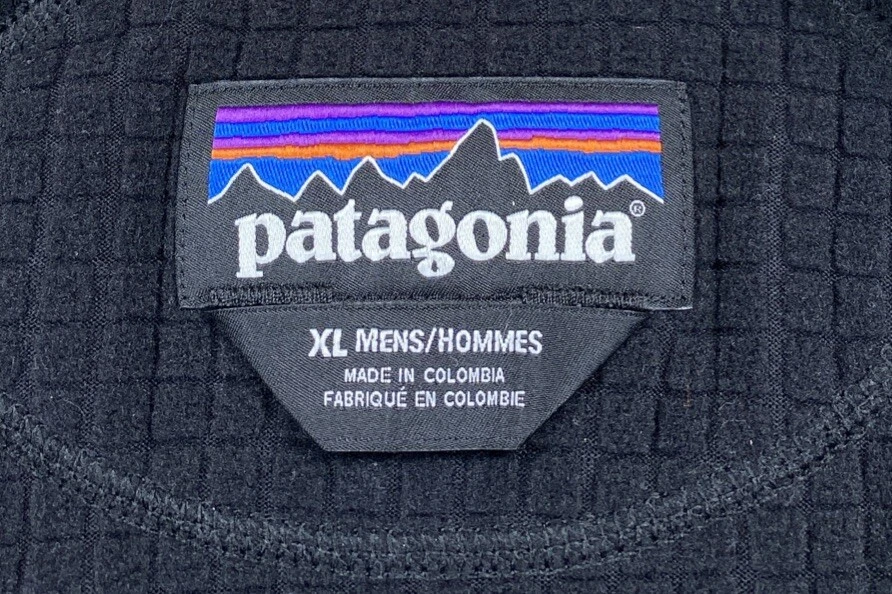 patagonia®
XL MENS/HOMMES
MADE IN COLOMBIA
FABRIQUÉ EN COLOMBIE